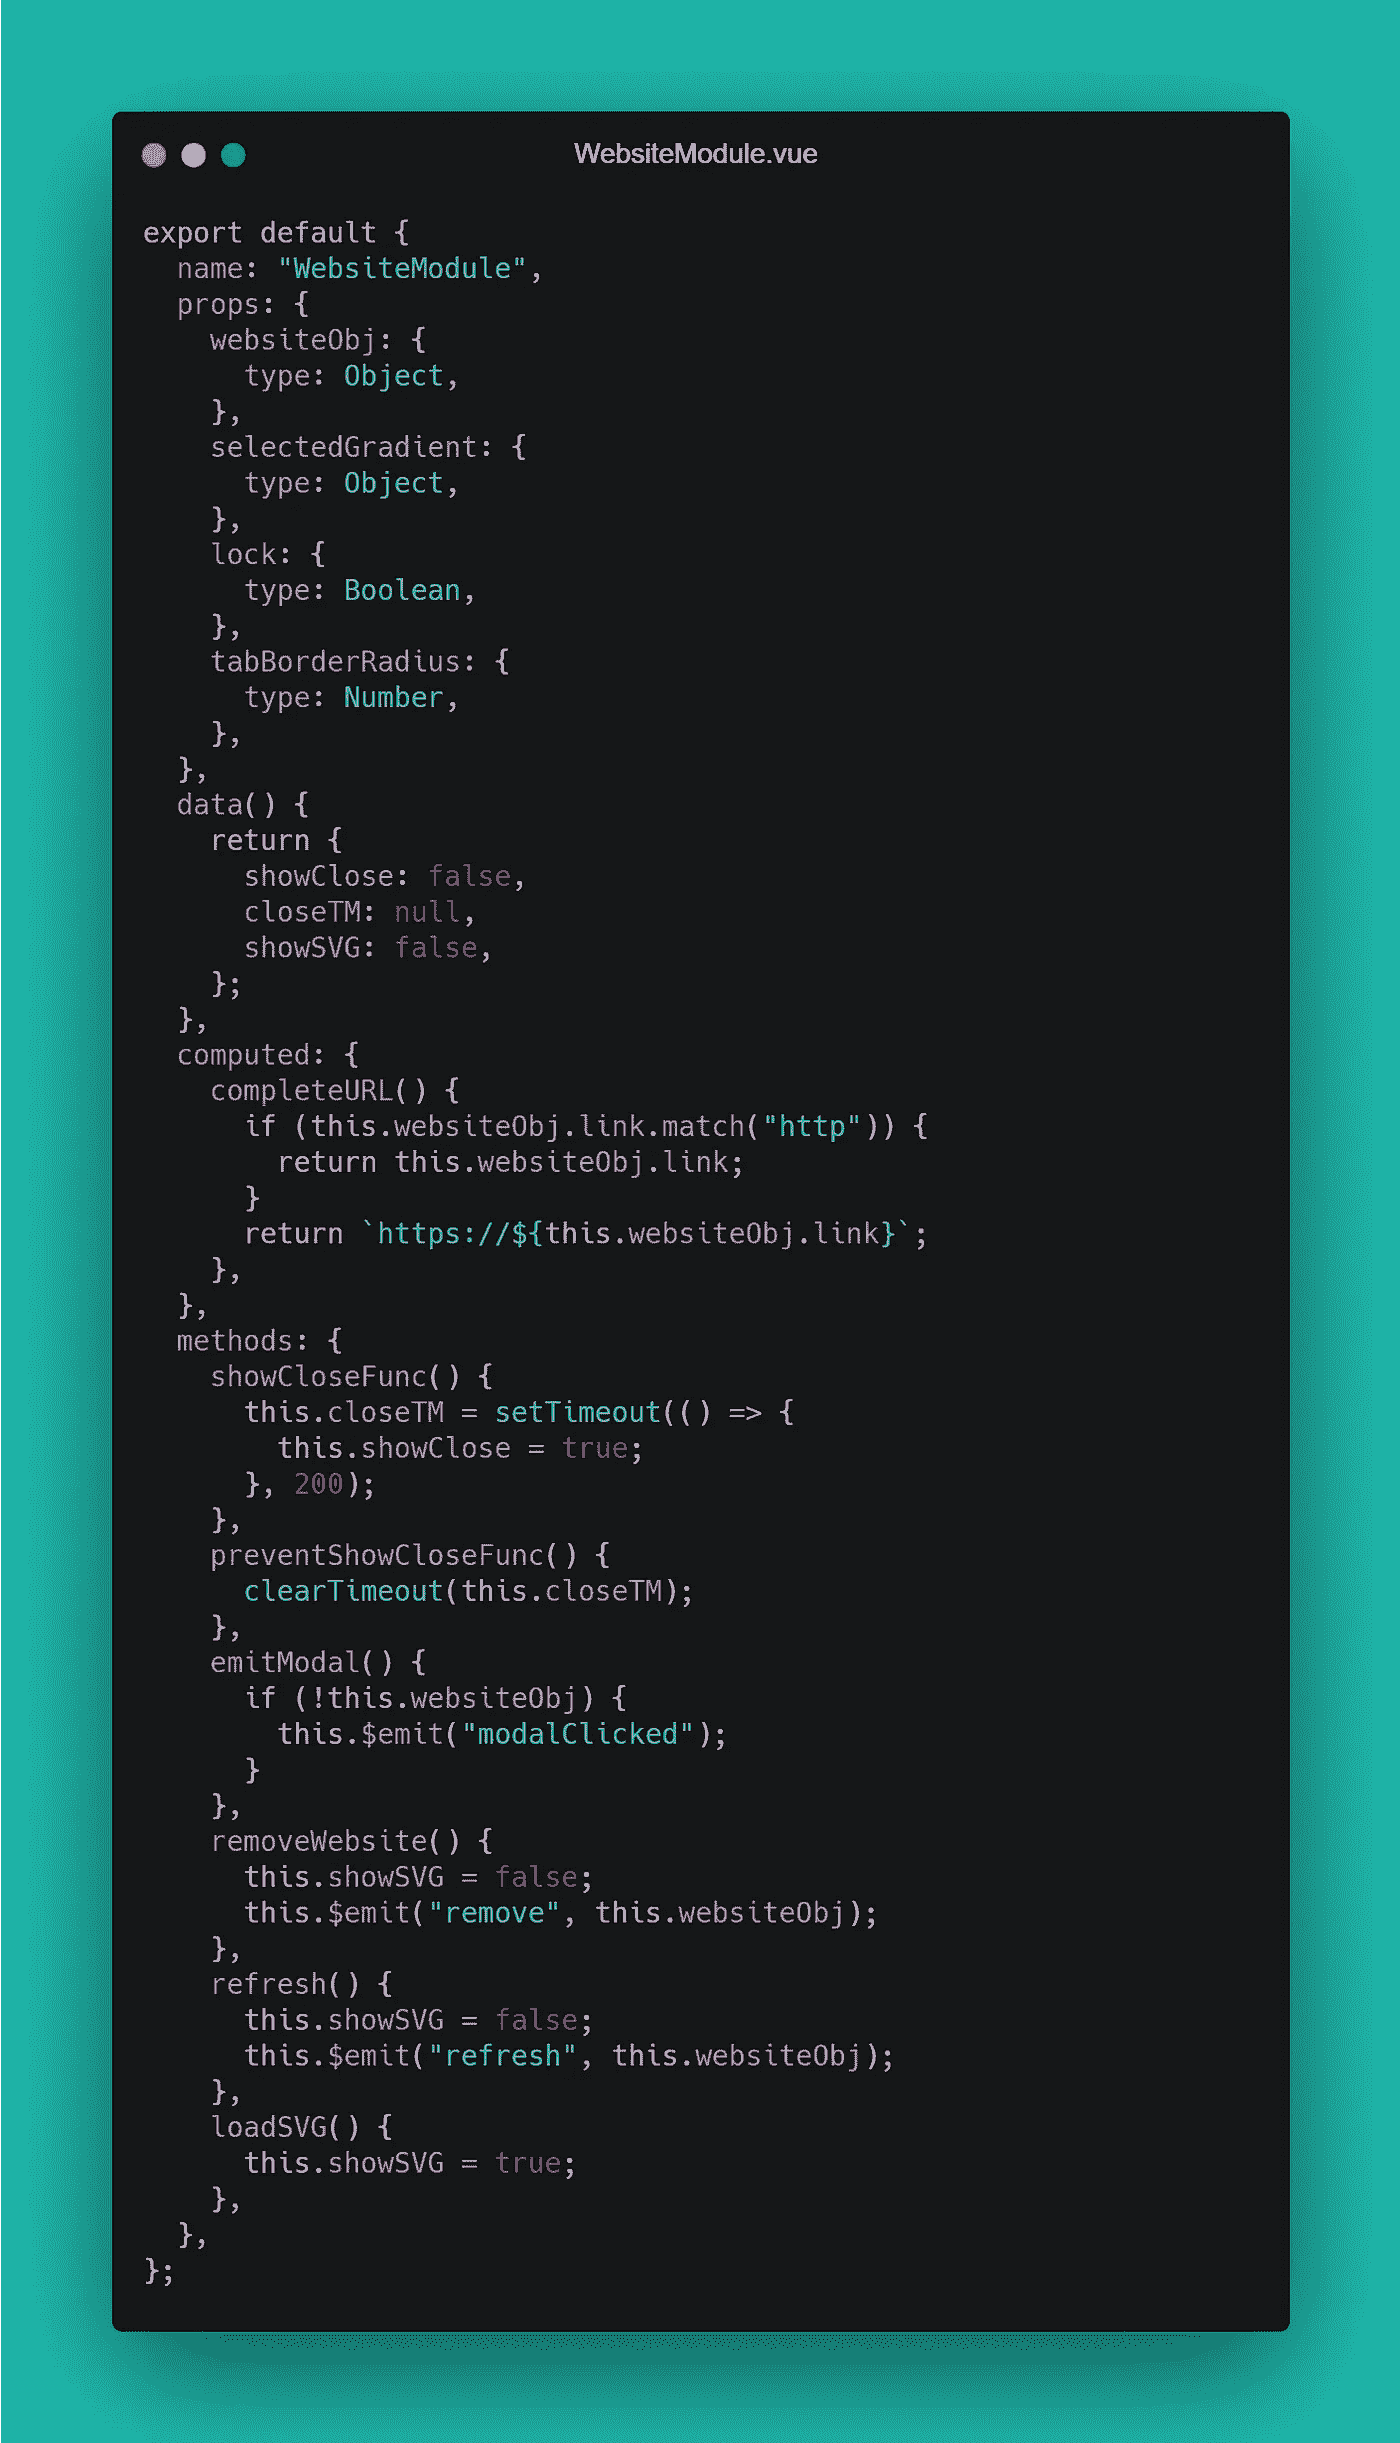 WebsiteModule.vue
export default {
  name: "WebsiteModule",
  props: {
    websiteObj: {
      type: Object,
    },
    selectedGradient: {
      type: Object,
    },
    lock: {
      type: Boolean,
    },
    tabBorderRadius: {
      type: Number,
    },
  },
  data() {
    return {
      showClose: false,
      closeTM: null,
      showSVG: false,
    };
  },
  computed: {
    completeURL() {
      if (this.websiteObj.link.match("http")) {
        return this.websiteObj.link;
      }
      return `https://${this.websiteObj.link}`;
    },
  },
  methods: {
    showCloseFunc() {
      this.closeTM = setTimeout(() => {
        this.showClose = true;
      }, 200);
    },
    preventShowCloseFunc() {
      clearTimeout(this.closeTM);
    },
    emitModal() {
      if (!this.websiteObj) {
        this.$emit("modalClicked");
      }
    },
    removeWebsite() {
      this.showSVG = false;
      this.$emit("remove", this.websiteObj);
    },
    refresh() {
      this.showSVG = false;
      this.$emit("refresh", this.websiteObj);
    },
    loadSVG() {
      this.showSVG = true;
    },
  },
};